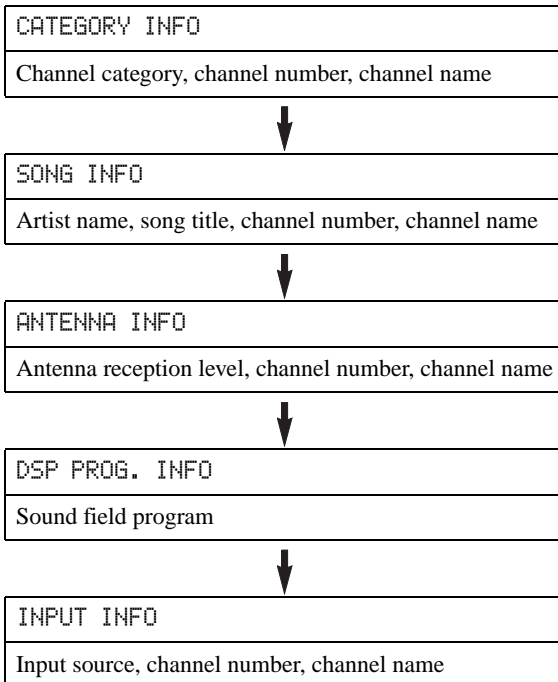 CATEGORY INFO
Channel category, channel number, channel name
SONG INFO
Artist name, song title, channel number, channel name
ANTENNA INFO
Antenna reception level, channel number, channel name
DSP PROG. INFO
Sound field program
INPUT INFO
Input source, channel number, channel name